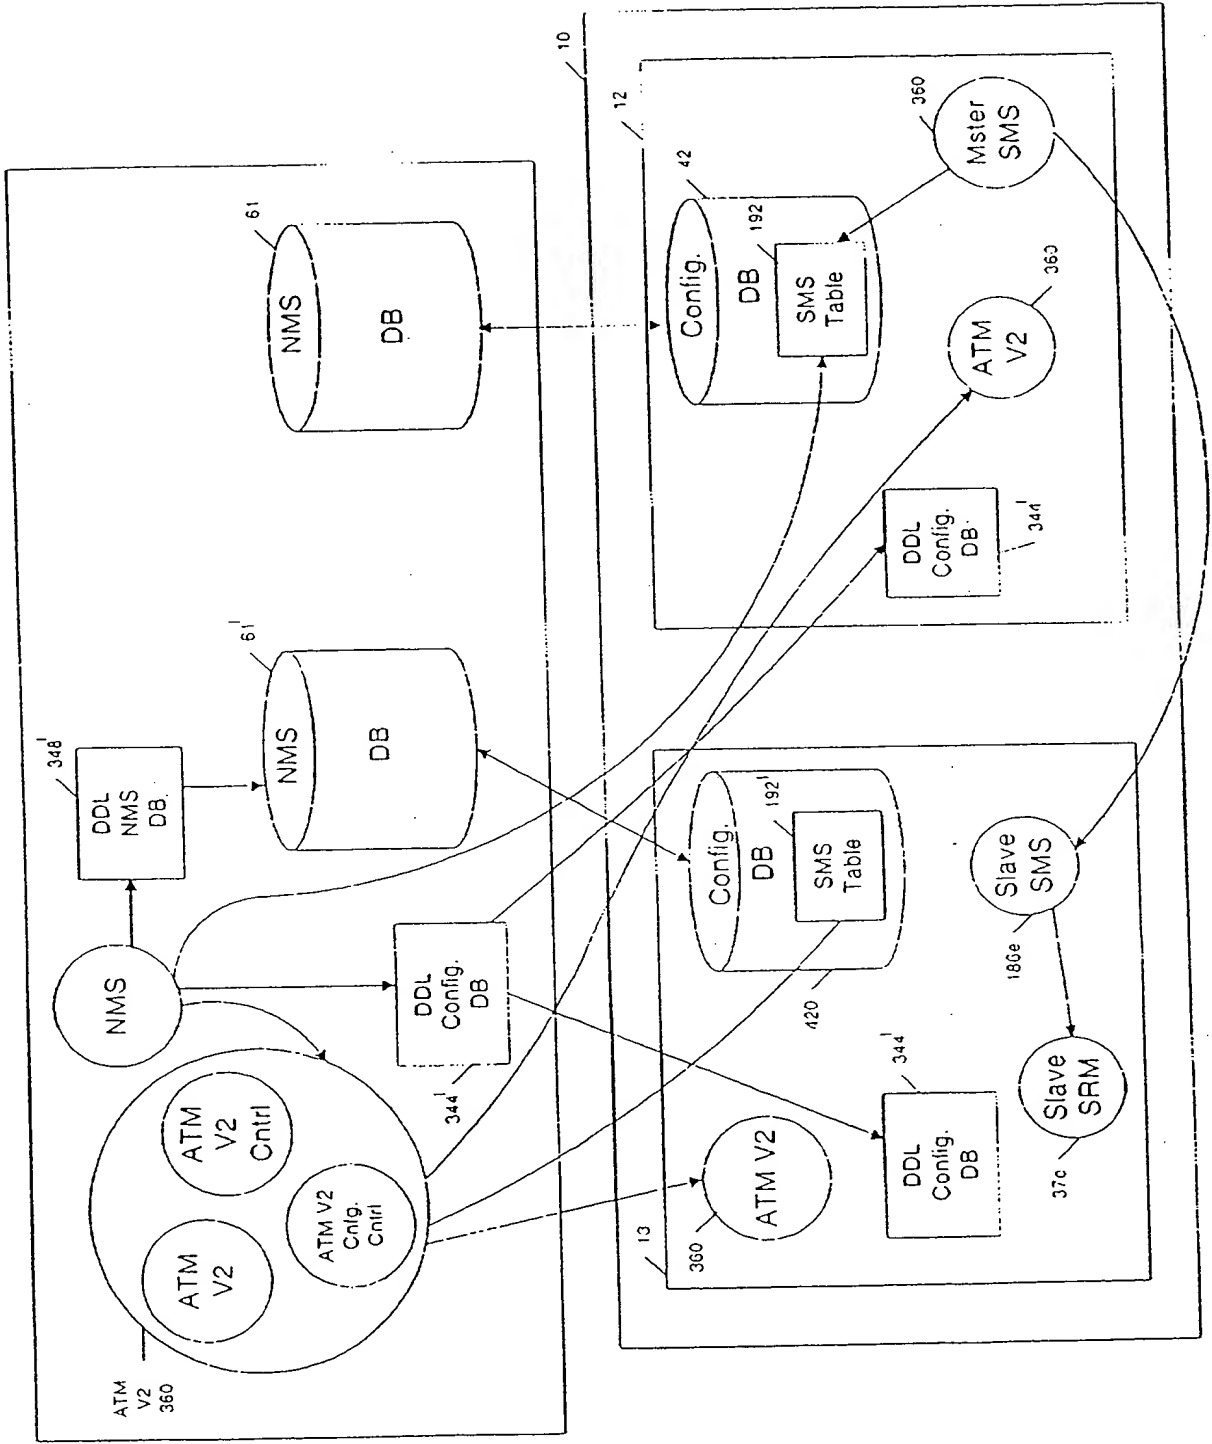 ATM
V2
360
ATM
V2
ATM
V2
Cntrl
ATM V2
Cnfg.
Cntrl
NMS
DDL
NMS
DB.
348'
DDL
Config.
DB
344'
NMS
DB
61'
NMS
DB
61
10
13
360
ATM V2
Config.
DB
192'
SMS
Table
420
DDL
Config.
DB
344'
Slave
SMS
186e
Slave
SRM
37c
12
Config.
DB
42
192
SMS
Table
Mster
SMS
360
ATM
V2
360
DDL
Config.
DB.
344'